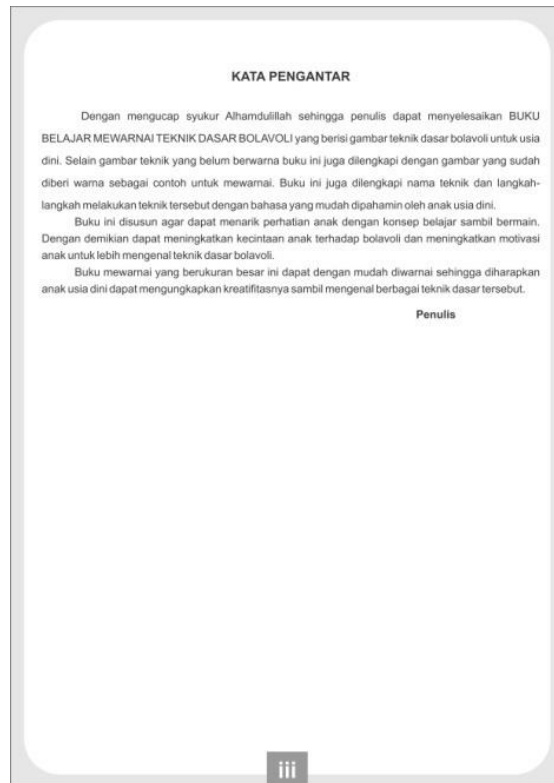 KATA PENGANTAR
Dengan mengucap syukur Alhamdulillah sehingga penulis dapat menyelesaikan BUKU
BELAJAR MEWARNAI TEKNIK DASAR BOLAVOLI yang berisi gambar teknik dasar bolavoli untuk usia
dini. Selain gambar teknik yang belum berwarna buku ini juga dilengkapi dengan gambar yang sudah
diberi warna sebagai contoh untuk mewarnai. Buku ini juga dilengkapi nama teknik dan langkah-
langkah melakukan teknik tersebut dengan bahasa yang mudah dipahamin oleh anak usia dini.
Buku ini disusun agar dapat menarik perhatian anak dengan konsep belajar sambil bermain.
Dengan demikian dapat meningkatkan kecintaan anak terhadap bolavoli dan meningkatkan motivasi
anak untuk lebih mengenal teknik dasar bolavoli.
Buku mewarnai yang berukuran besar ini dapat dengan mudah diwarnai sehingga diharapkan
anak usia dini dapat mengungkapkan kreatifitasnya sambil mengenal berbagai teknik dasar tersebut.
Penulis
iii